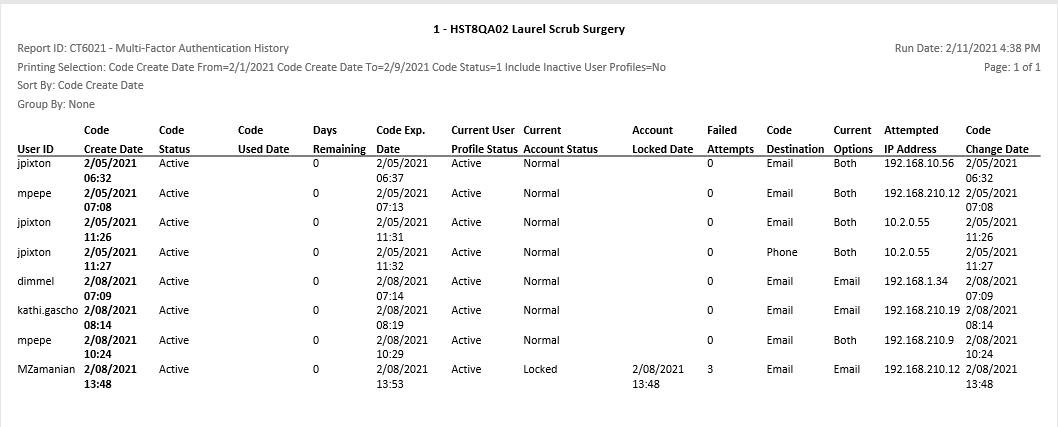 1 - HST8QA02 Laurel Scrub Surgery
Report ID: CT6021 - Multi-Factor Authentication History Run Date: 2/11/2021 4:38 PM
Printing Selection: Code Create Date From=2/1/2021 Code Create Date To=2/9/2021 Code Status=1 Include Inactive User Profiles=No Page: 1 of 1
Sort By: Code Create Date
Group By: None
Code Code Code Days Code Exp. Current User Current Account Failed Code Current Attempted Code
User ID Create Date Status Used Date Remaining Date Profile Status Account Status Locked Date Attempts Destination Options IP Address Change Date
jpixton 2/05/2021 Active 0 2/05/2021 Active Normal 0 Email Both 192.168.10.56 2/05/2021
06:32 06:37 06:32
mpepe 2/05/2021 Active 0 2/05/2021 Active Normal 0 Email Both 192.168.210.12 2/05/2021
07:08 07:13 07:08
jpixton 2/05/2021 Active 0 2/05/2021 Active Normal 0 Email Both 10.2.0.55 2/05/2021
11:26 11:31 11:26
jpixton 2/05/2021 Active 0 2/05/2021 Active Normal 0 Phone Both 10.2.0.55 2/05/2021
11:27 11:32 11:27
dimmel 2/08/2021 Active 0 2/08/2021 Active Normal 0 Email Email 192.168.1.34 2/08/2021
07:09 07:14 07:09
kathi.gascho 2/08/2021 Active 0 2/08/2021 Active Normal 0 Email Email 192.168.210.19 2/08/2021
08:14 08:19 08:14
mpepe 2/08/2021 Active 0 2/08/2021 Active Normal 0 Email Both 192.168.210.9 2/08/2021
10:24 10:29 10:24
MZamanian 2/08/2021 Active 0 2/08/2021 Active Locked 2/08/2021 3 Email Email 192.168.210.12 2/08/2021
13:48 13:53 13:48 13:48